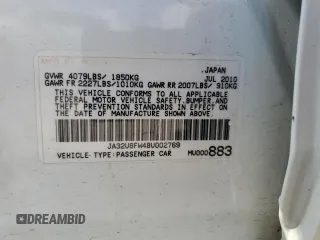 JAPAN
GVWR 4079LBS/ 1850KG JUL 2010
GAWR FR 2227LBS/1010KG GAWR RR 2007LBS/ 910KG
THIS VEHICLE CONFORMS TO ALL APPLICABLE
FEDERAL MOTOR VEHICLE SAFETY,BUMPER,AND
THEFT PREVENTION STANDARDS IN EFFECT ON
THE DATE OF MANUFACTURE SHOWN ABOVE.
JA32U8FW4BU002769
VEHICLE TYPE:PASSENGER CAR MU000883
DREAMBID
AUTOBIDCAR